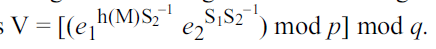 s V = [(e₁^{h(M)S₂⁻¹} e₂^{S₁S₂⁻¹}) mod p] mod q.